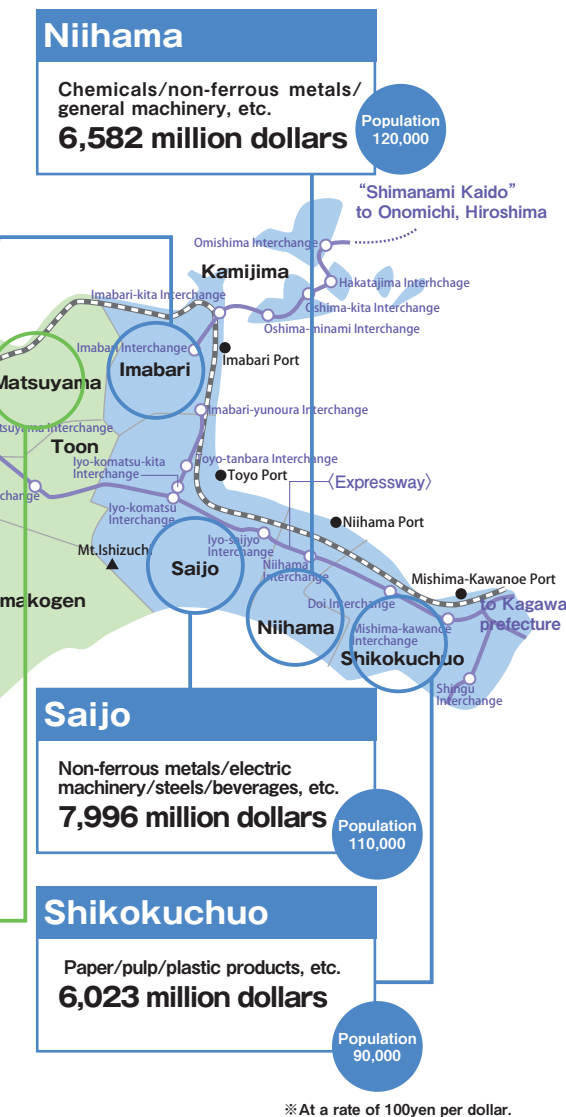 Niihama
Chemicals/non-ferrous metals/
general machinery, etc.
6,582 million dollars
Population
120,000
“Shimanami Kaido”
to Onomichi, Hiroshima
Omishima Interchange
Kamijima
Hakatajima Interhchage
Imabari-kita Interchange
Oshima-kita Interchange
Oshima-minami Interchange
Imabari Interchange
Imabari Port
Imabari
Matsuyama
Imabari-yunoura Interchange
Interchange
Toon
Iyo-komatsu-kita
Interchange
Toyo-tanbara Interchange
Toyo Port
〈Expressway〉
Iyo-komatsu
Interchange
Niihama Port
Iyo-saijyo
Interchange
Mt.Ishizuchi
Saijo
Niihama
Interchange
Mishima-Kawanoe Port
Doi Interchange
to Kagawa
prefecture
makogen
Niihama
Mishima-kawanoe
Interchange
Shikokuchuo
Shingu
Interchange
Saijo
Non-ferrous metals/electric
machinery/steels/beverages, etc.
7,996 million dollars
Population
110,000
Shikokuchuo
Paper/pulp/plastic products, etc.
6,023 million dollars
Population
90,000
※At a rate of 100yen per dollar.